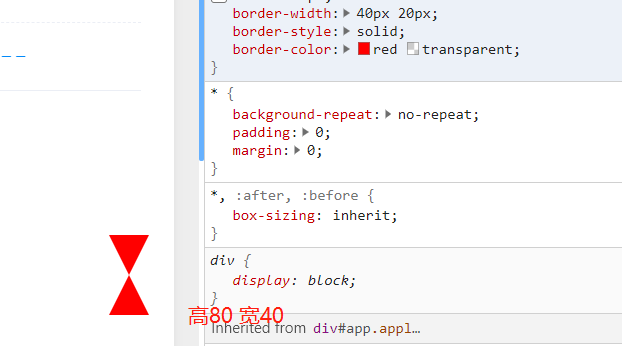 border-width: 40px 20px;
border-style: solid;
border-color: red transparent;
}
* {
background-repeat: no-repeat;
padding: 0;
margin: 0;
}
*, :after, :before {
box-sizing: inherit;
}
div {
display: block;
}
高80 宽40
Inherited from div#app.appl…